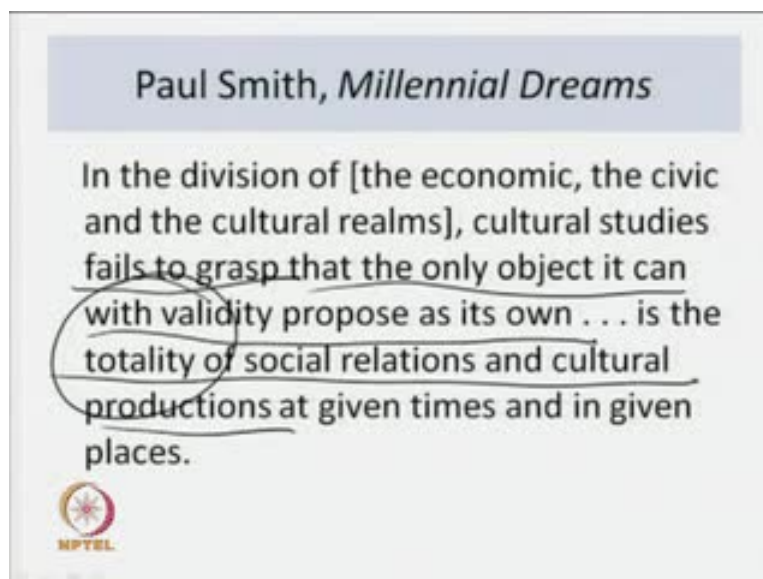 Paul Smith, Millennial Dreams
In the division of [the economic, the civic
and the cultural realms], cultural studies
fails to grasp that the only object it can
with validity propose as its own . . . is the
totality of social relations and cultural
productions at given times and in given
places.
NPTEL